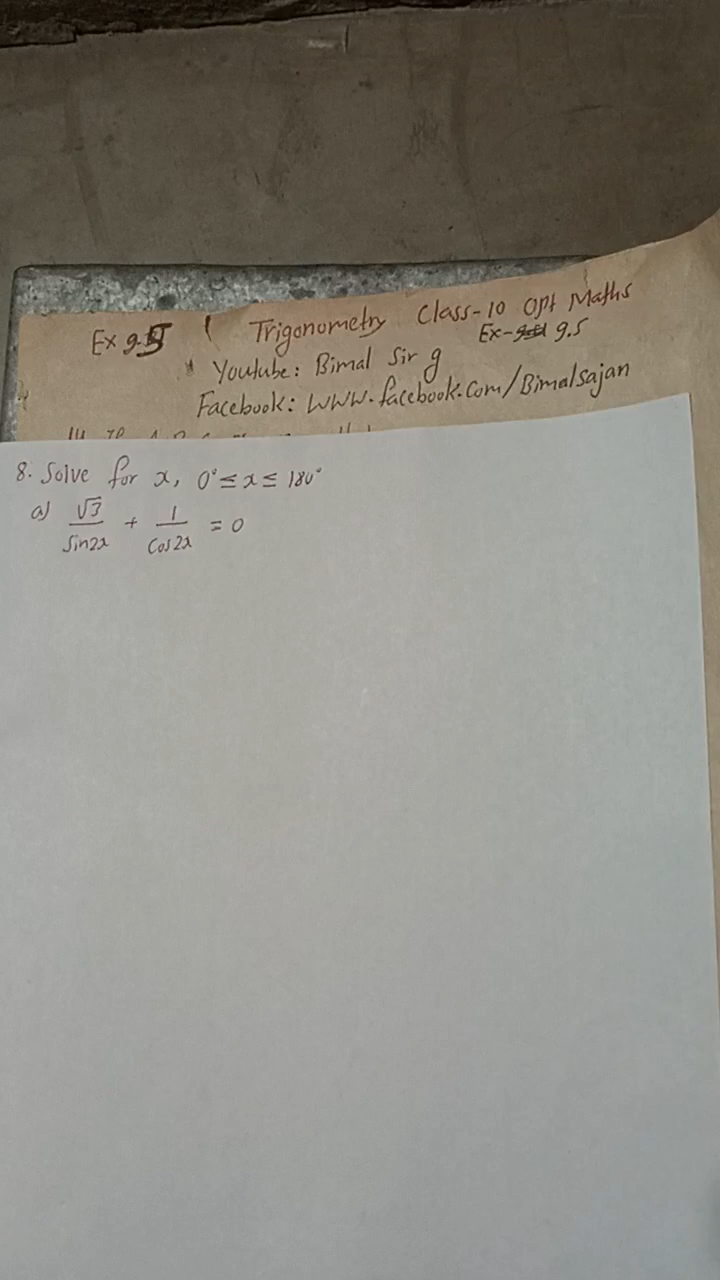 Ex 9.5 Trigonometry Class-10 Opt Maths
Ex- 9.5
Youtube: Bimal Sir g
Facebook: WWW.facebook.Com/Bimalsajan
8. Solve for x, 0° ≤ x ≤ 180°
a) √3/Sin2x + 1/Cos2x = 0